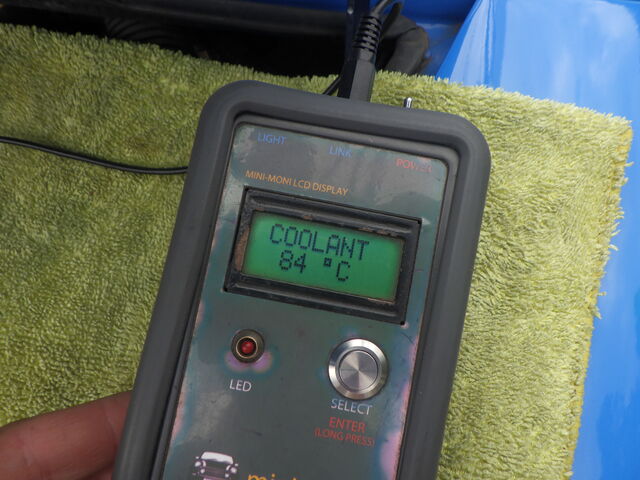 LIGHT LINK POWER
MINI-MONI LCD DISPLAY
COOLANT
84 °C
LED
SELECT
ENTER
(LONG PRESS)